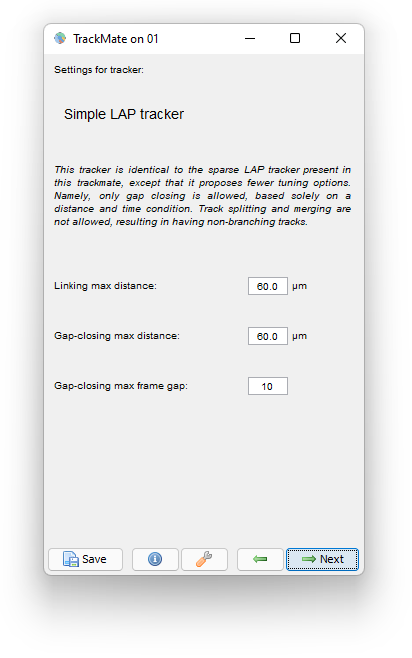 TrackMate on 01
Settings for tracker:
Simple LAP tracker
This tracker is identical to the sparse LAP tracker present in
this trackmate, except that it proposes fewer tuning options.
Namely, only gap closing is allowed, based solely on a
distance and time condition. Track splitting and merging are
not allowed, resulting in having non-branching tracks.
Linking max distance: 60.0 µm
Gap-closing max distance: 60.0 µm
Gap-closing max frame gap: 10
Save Next